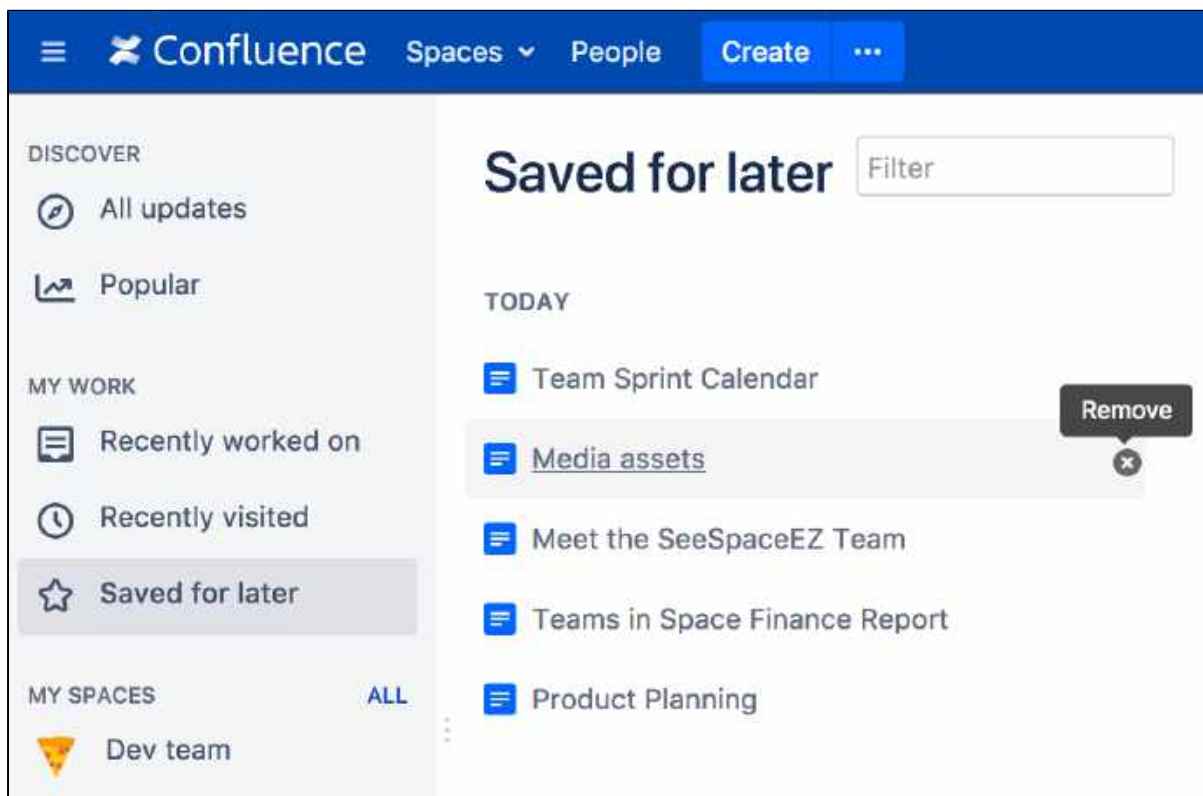 Confluence Spaces People Create ...
DISCOVER
All updates
Popular
MY WORK
Recently worked on
Recently visited
Saved for later
MY SPACES ALL
Dev team
Saved for later Filter
TODAY
Team Sprint Calendar
Remove
Media assets
Meet the SeeSpaceEZ Team
Teams in Space Finance Report
Product Planning